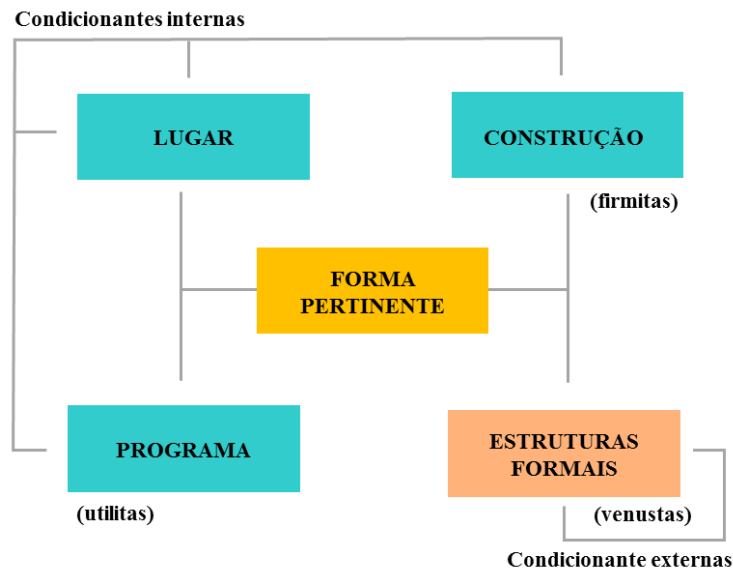 Condicionantes internas
LUGAR
CONSTRUÇÃO
(firmitas)
FORMA
PERTINENTE
PROGRAMA
(utilitas)
ESTRUTURAS
FORMAIS
(venustas)
Condicionante externas